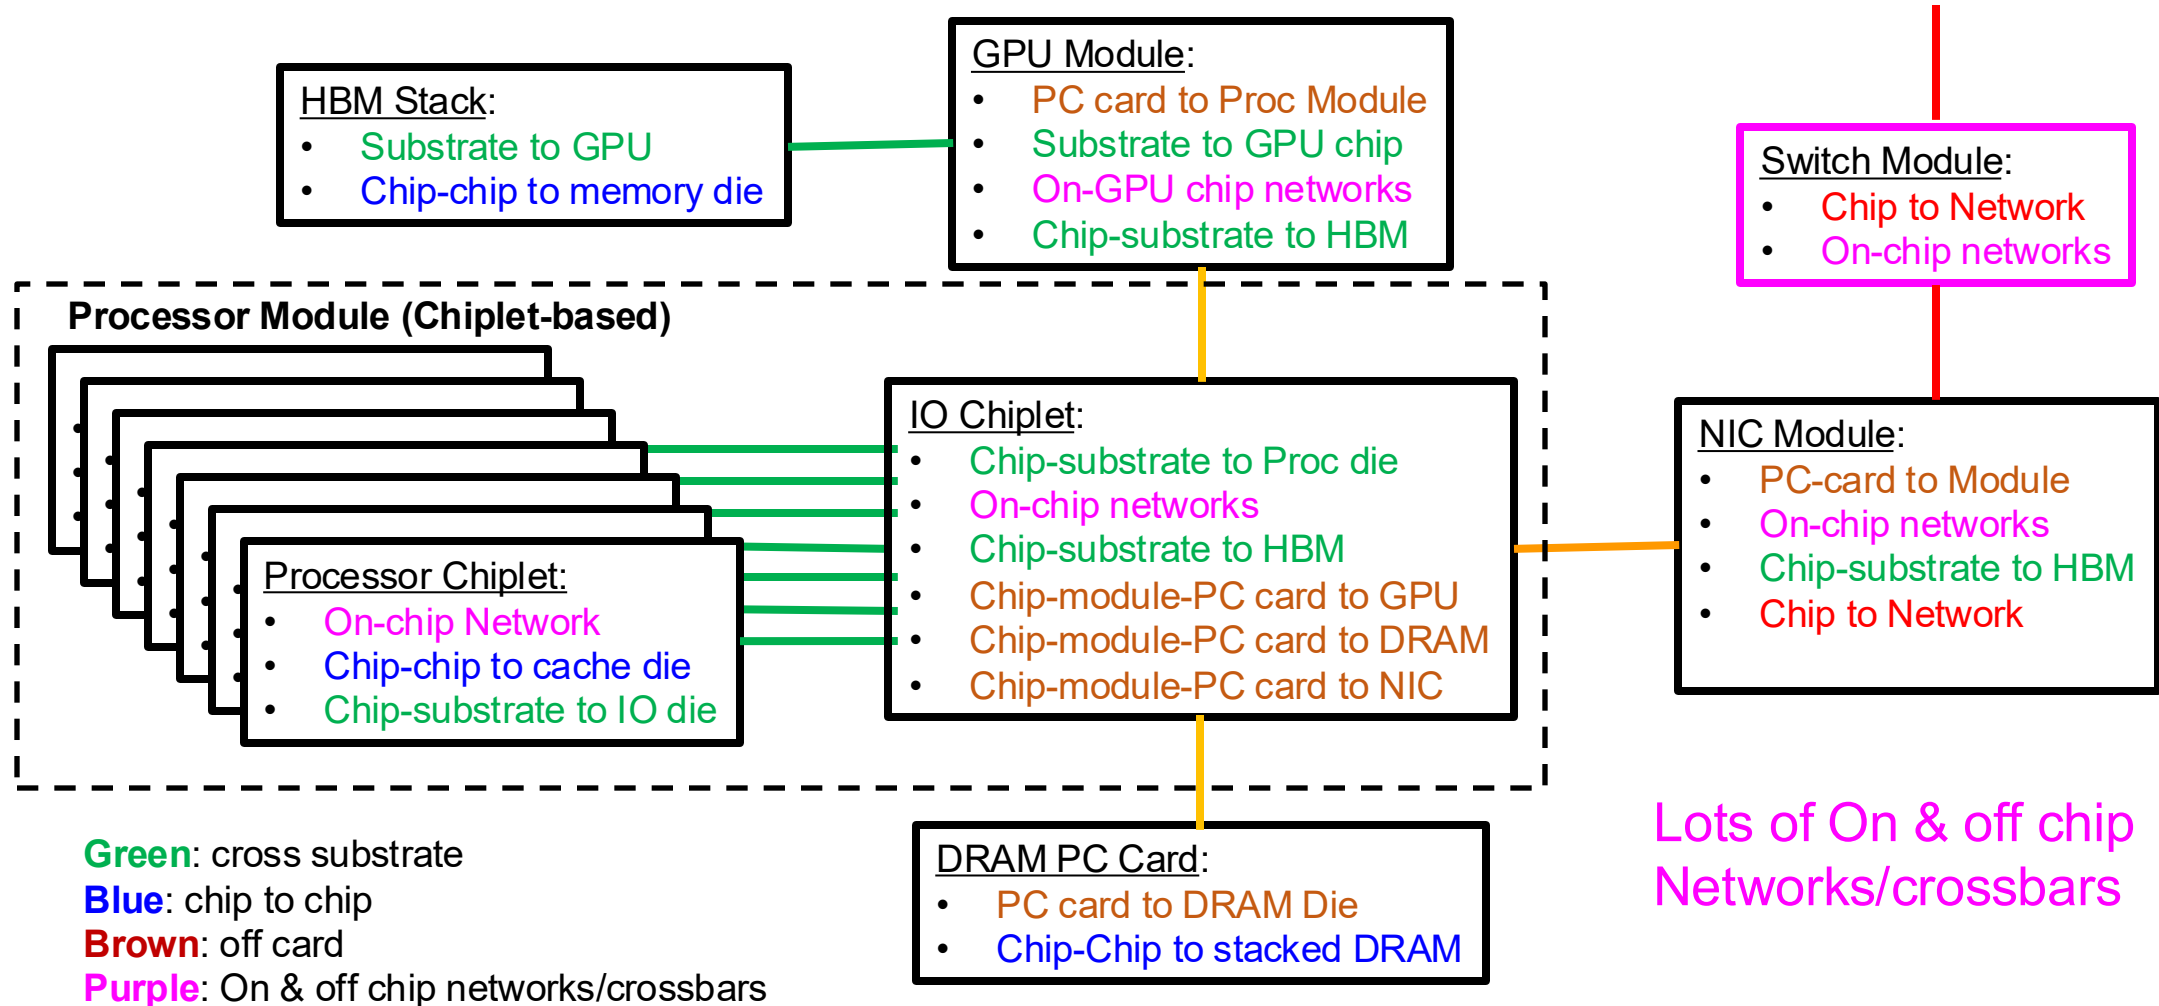 GPU Module:
• PC card to Proc Module
• Substrate to GPU chip
• On-GPU chip networks
• Chip-substrate to HBM
HBM Stack:
• Substrate to GPU
• Chip-chip to memory die
Switch Module:
• Chip to Network
• On-chip networks
Processor Module (Chiplet-based)
Processor Chiplet:
• On-chip Network
• Chip-chip to cache die
• Chip-substrate to IO die
IO Chiplet:
• Chip-substrate to Proc die
• On-chip networks
• Chip-substrate to HBM
• Chip-module-PC card to GPU
• Chip-module-PC card to DRAM
• Chip-module-PC card to NIC
NIC Module:
• PC-card to Module
• On-chip networks
• Chip-substrate to HBM
• Chip to Network
DRAM PC Card:
• PC card to DRAM Die
• Chip-Chip to stacked DRAM
Lots of On & off chip
Networks/crossbars
Green: cross substrate
Blue: chip to chip
Brown: off card
Purple: On & off chip networks/crossbars